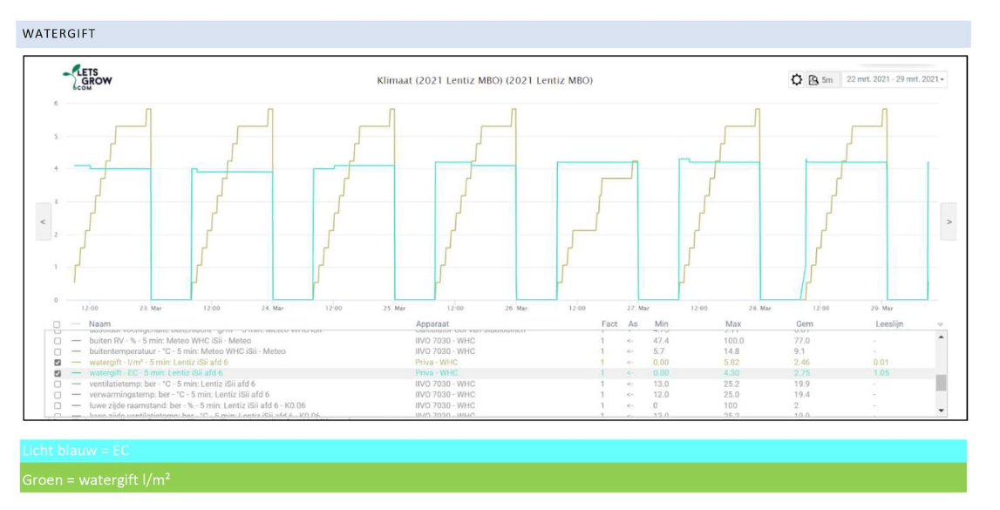 WATERGIFT
LETS
GROW
.COM
Klimaat (2021 Lentiz MBO) (2021 Lentiz MBO)
5m
22 mrt. 2021 - 29 mrt. 2021
6
5
4
3
2
1
0
<
>
12:00 23. Mar 12:00 24. Mar 12:00 25. Mar 12:00 26. Mar 12:00 27. Mar 12:00 28. Mar 12:00 29. Mar
Naam Apparaat Fact As Min Max Gem Leeslijn
buiten RV - % - 5 min: Meteo WHC iSii - Meteo IIVO 7030 - WHC 1 <- 47.4 100.0 77.0 -
buitentemperatuur - °C - 5 min: Meteo WHC iSii - Meteo IIVO 7030 - WHC 1 <- 5.7 14.8 9.1 -
watergift - l/m² - 5 min: Lentiz iSii afd 6 Priva - WHC 1 <- 0.00 5.82 2.46 0.01
watergift - EC - 5 min: Lentiz iSii afd 6 Priva - WHC 1 <- 0.00 4.30 2.75 1.05
ventilatietemp: ber - °C - 5 min: Lentiz iSii afd 6 IIVO 7030 - WHC 1 <- 13.0 25.2 19.9 -
verwarmingstemp: ber - °C - 5 min: Lentiz iSii afd 6 IIVO 7030 - WHC 1 <- 12.0 25.0 19.4 -
luwe zijde raamstand: ber - % - 5 min: Lentiz iSii afd 6 - K0.06 IIVO 7030 - WHC 1 <- 0 100 2 -
Licht blauw = EC
Groen = watergift l/m²